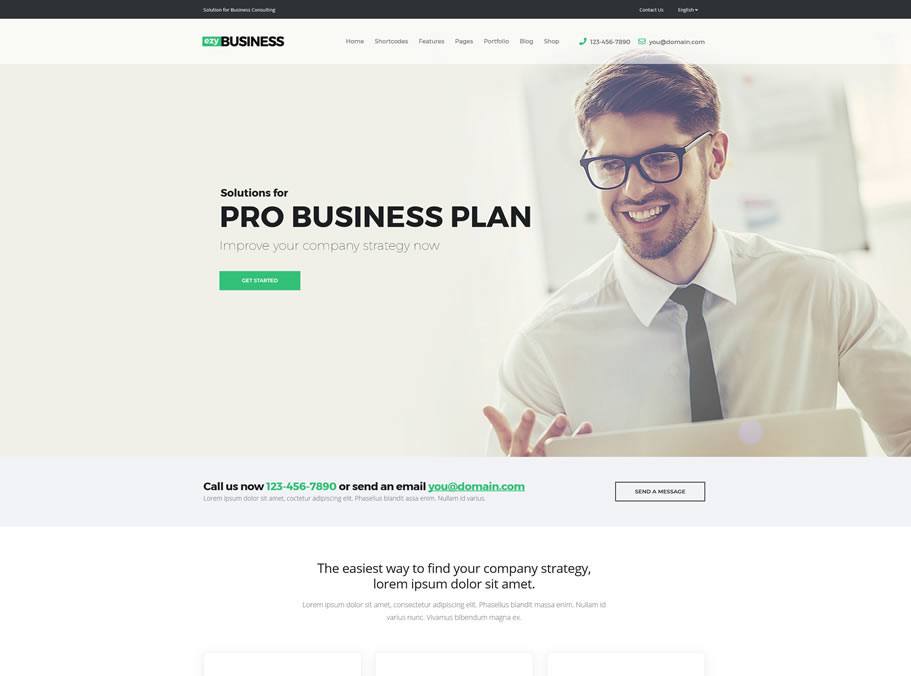 Solution for Business Consulting
Contact Us
English
ezy BUSINESS
Home Shortcodes Features Pages Portfolio Blog Shop
123-456-7890 you@domain.com
Solutions for
PRO BUSINESS PLAN
Improve your company strategy now
GET STARTED
Call us now 123-456-7890 or send an email you@domain.com
Lorem ipsum dolor sit amet, coctetur adipiscing elit. Phasellus blandit assa enim. Nullam id varius.
SEND A MESSAGE
The easiest way to find your company strategy,
lorem ipsum dolor sit amet.
Lorem ipsum dolor sit amet, consectetur adipiscing elit. Phasellus blandit massa enim. Nullam id
varius nunc. Vivamus bibendum magna ex.